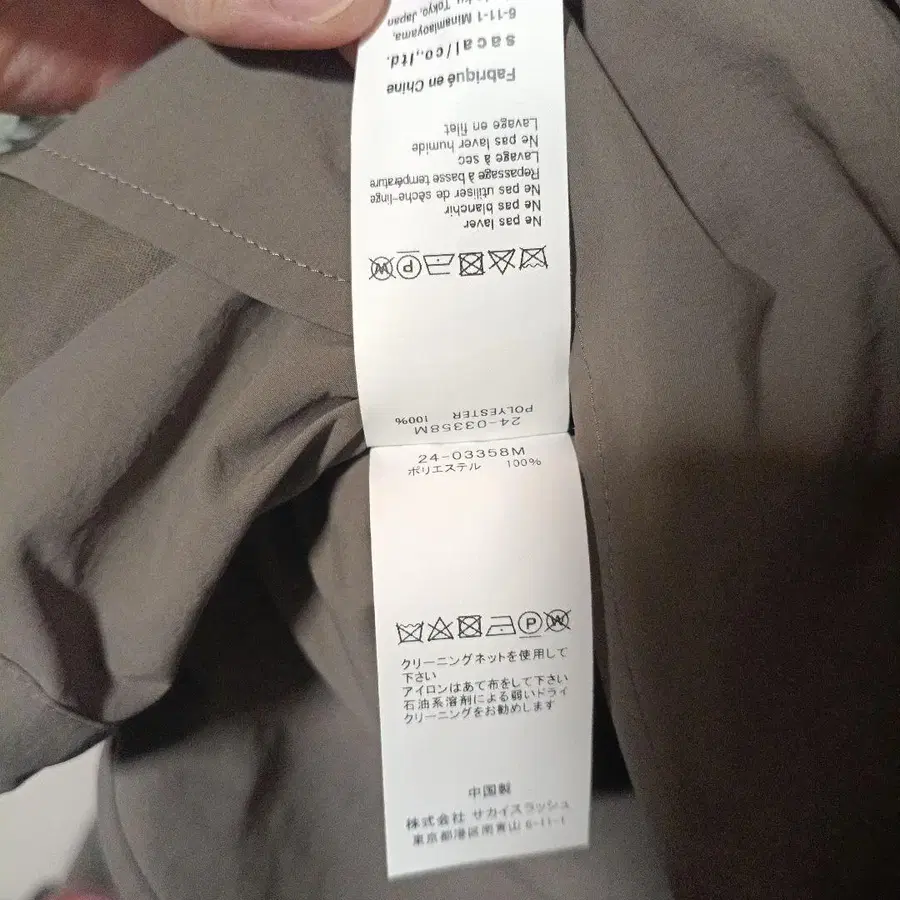 24-03358M
POLYESTER 100%
P W
Ne pas laver
Ne pas blanchir
Ne pas utiliser de sèche-linge
Repassage à basse température
Lavage à sec
Ne pas laver humide
Lavage en filet
Fabriqué en Chine
sacai/co.,ltd.
6-11-1 Minamiaoyama,
Tokyo, Japan
24-03358M
ポリエステル 100%
P W
クリーニングネットを使用して
下さい
アイロンはあて布をして下さい
石油系溶剤による弱いドライ
クリーニングをお勧めします
中国製
株式会社 サカイスラッシュ
東京都港区南青山 6-11-1